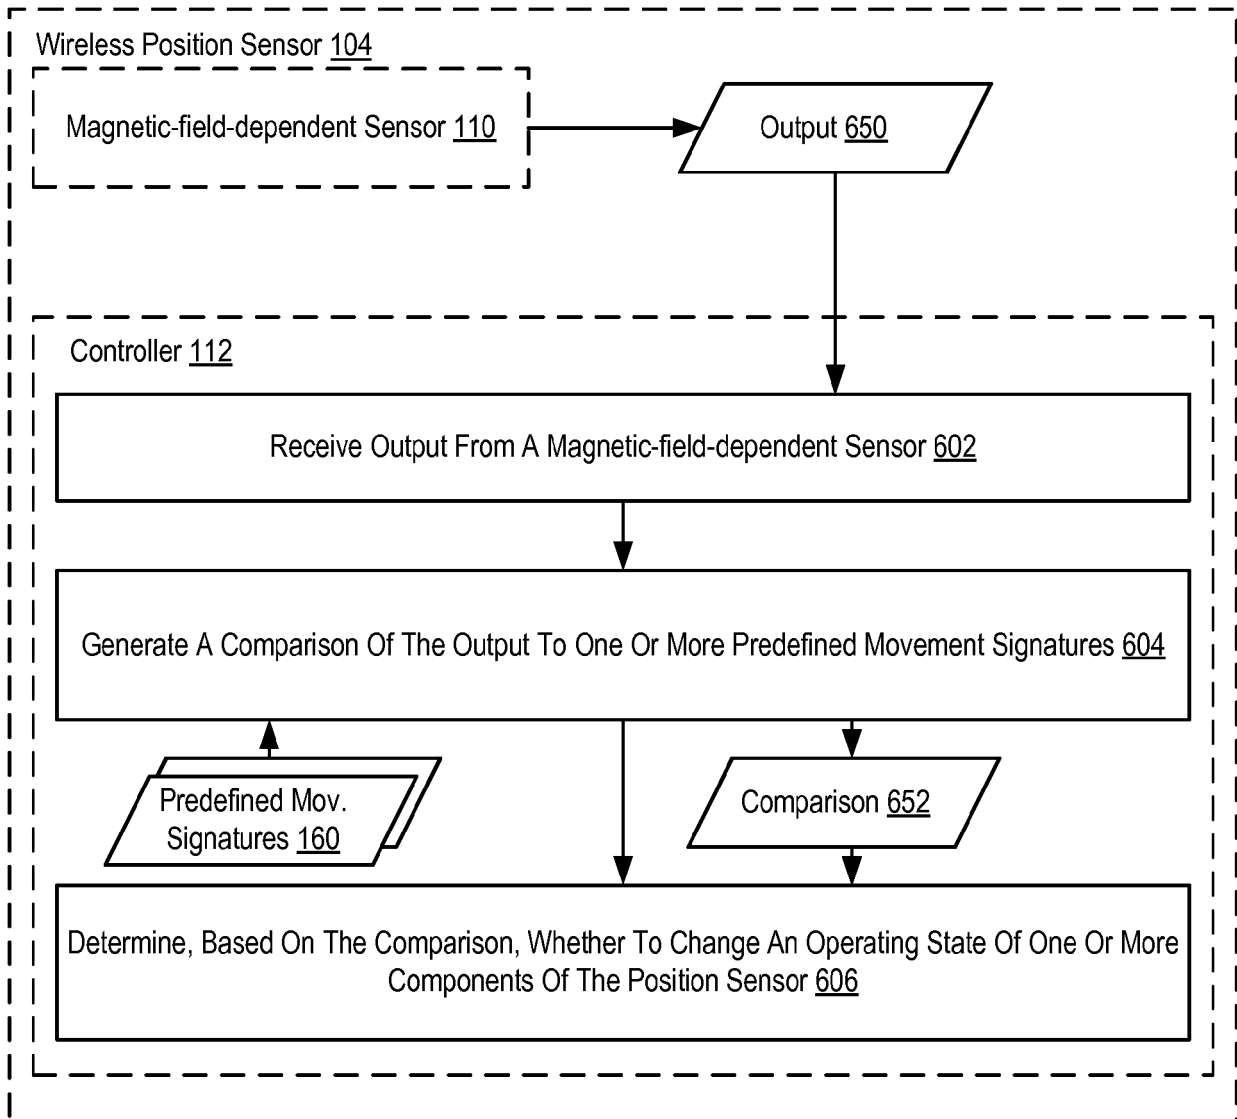 Wireless Position Sensor 104
Magnetic-field-dependent Sensor 110
Output 650
Controller 112
Receive Output From A Magnetic-field-dependent Sensor 602
Generate A Comparison Of The Output To One Or More Predefined Movement Signatures 604
Predefined Mov.
Signatures 160
Comparison 652
Determine, Based On The Comparison, Whether To Change An Operating State Of One Or More
Components Of The Position Sensor 606